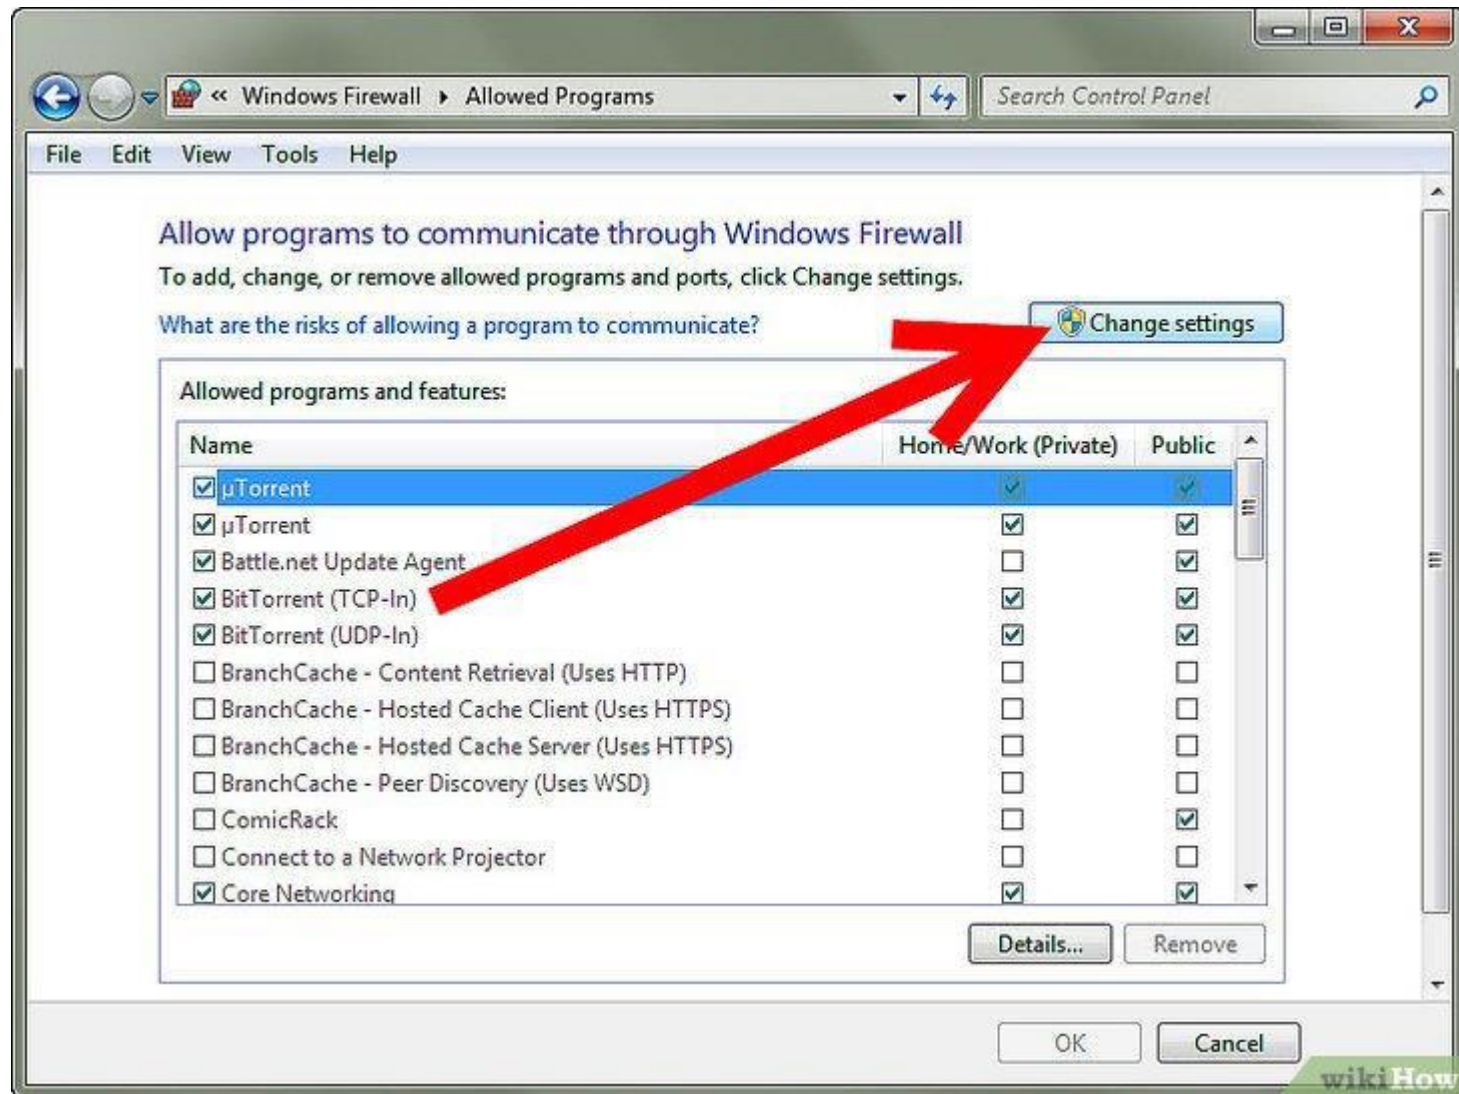 « Windows Firewall Allowed Programs
Search Control Panel
File Edit View Tools Help
Allow programs to communicate through Windows Firewall
To add, change, or remove allowed programs and ports, click Change settings.
What are the risks of allowing a program to communicate?
Change settings
Allowed programs and features:
Name Home/Work (Private) Public
µTorrent
µTorrent
Battle.net Update Agent
BitTorrent (TCP-In)
BitTorrent (UDP-In)
BranchCache - Content Retrieval (Uses HTTP)
BranchCache - Hosted Cache Client (Uses HTTPS)
BranchCache - Hosted Cache Server (Uses HTTPS)
BranchCache - Peer Discovery (Uses WSD)
ComicRack
Connect to a Network Projector
Core Networking
Details... Remove
OK Cancel
wikiHow